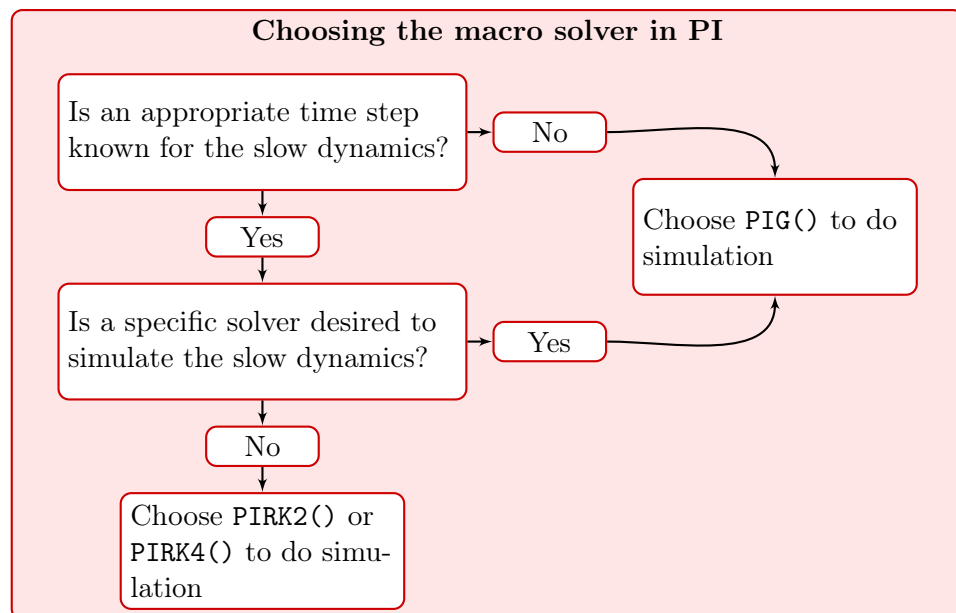 Choosing the macro solver in PI
Is an appropriate time step
known for the slow dynamics?
No
Choose PIG() to do
simulation
Yes
Is a specific solver desired to
simulate the slow dynamics?
Yes
No
Choose PIRK2() or
PIRK4() to do simu-
lation